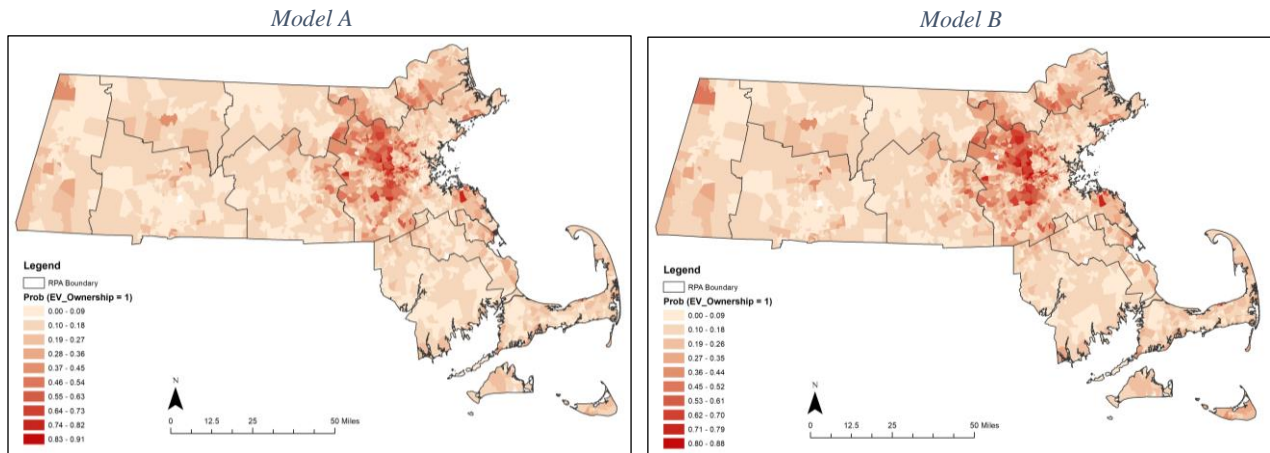 Model A
Legend
RPA Boundary
Prob (EV_Ownership = 1)
0.00 - 0.09
0.10 - 0.18
0.19 - 0.27
0.28 - 0.36
0.37 - 0.45
0.46 - 0.54
0.55 - 0.63
0.64 - 0.73
0.74 - 0.82
0.83 - 0.91
N
0 12.5 25 50 Miles
Model B
Legend
RPA Boundary
Prob (EV_Ownership = 1)
0.00 - 0.09
0.10 - 0.18
0.19 - 0.26
0.27 - 0.35
0.36 - 0.44
0.45 - 0.52
0.53 - 0.61
0.62 - 0.70
0.71 - 0.79
0.80 - 0.88
N
0 12.5 25 50 Miles